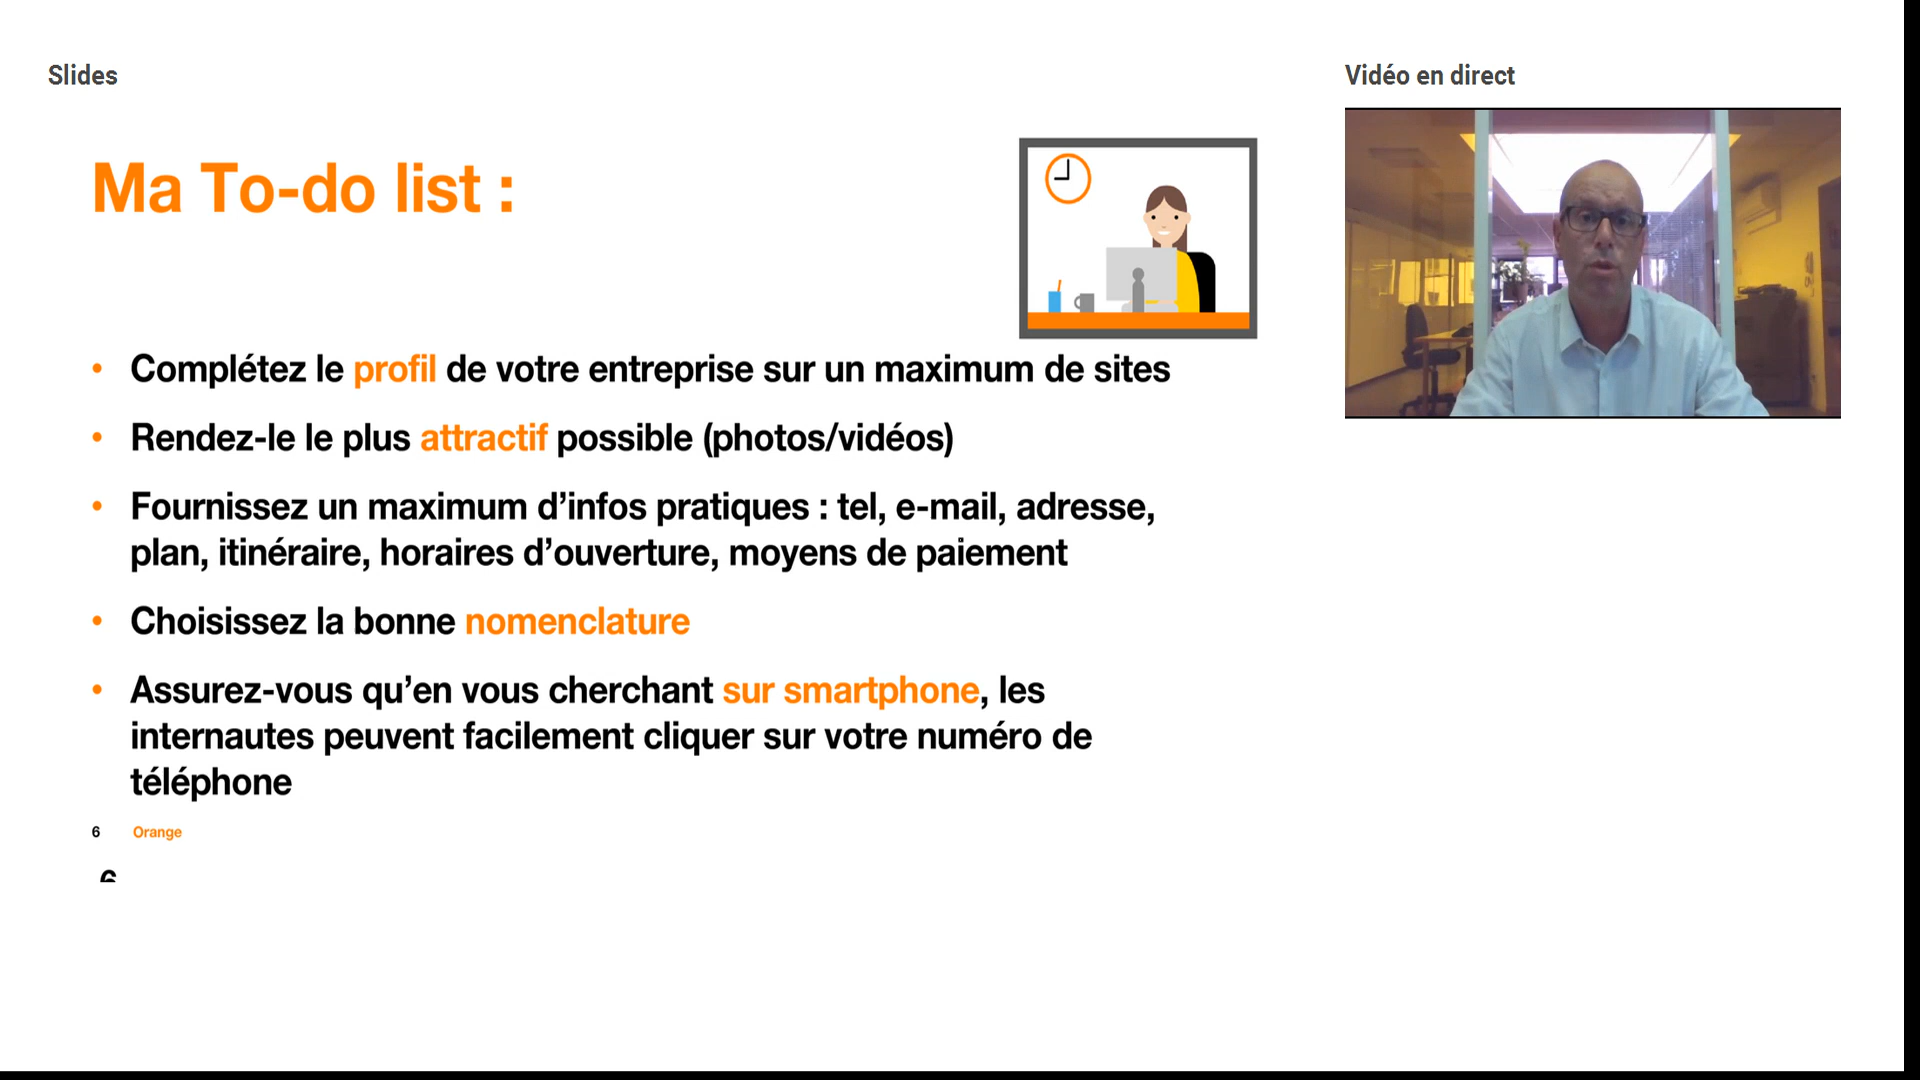 Slides
Vidéo en direct
Ma To-do list :
• Complétez le profil de votre entreprise sur un maximum de sites
• Rendez-le le plus attractif possible (photos/vidéos)
• Fournissez un maximum d’infos pratiques : tel, e-mail, adresse,
plan, itinéraire, horaires d’ouverture, moyens de paiement
• Choisissez la bonne nomenclature
• Assurez-vous qu’en vous cherchant sur smartphone, les
internautes peuvent facilement cliquer sur votre numéro de
téléphone
6 Orange
6